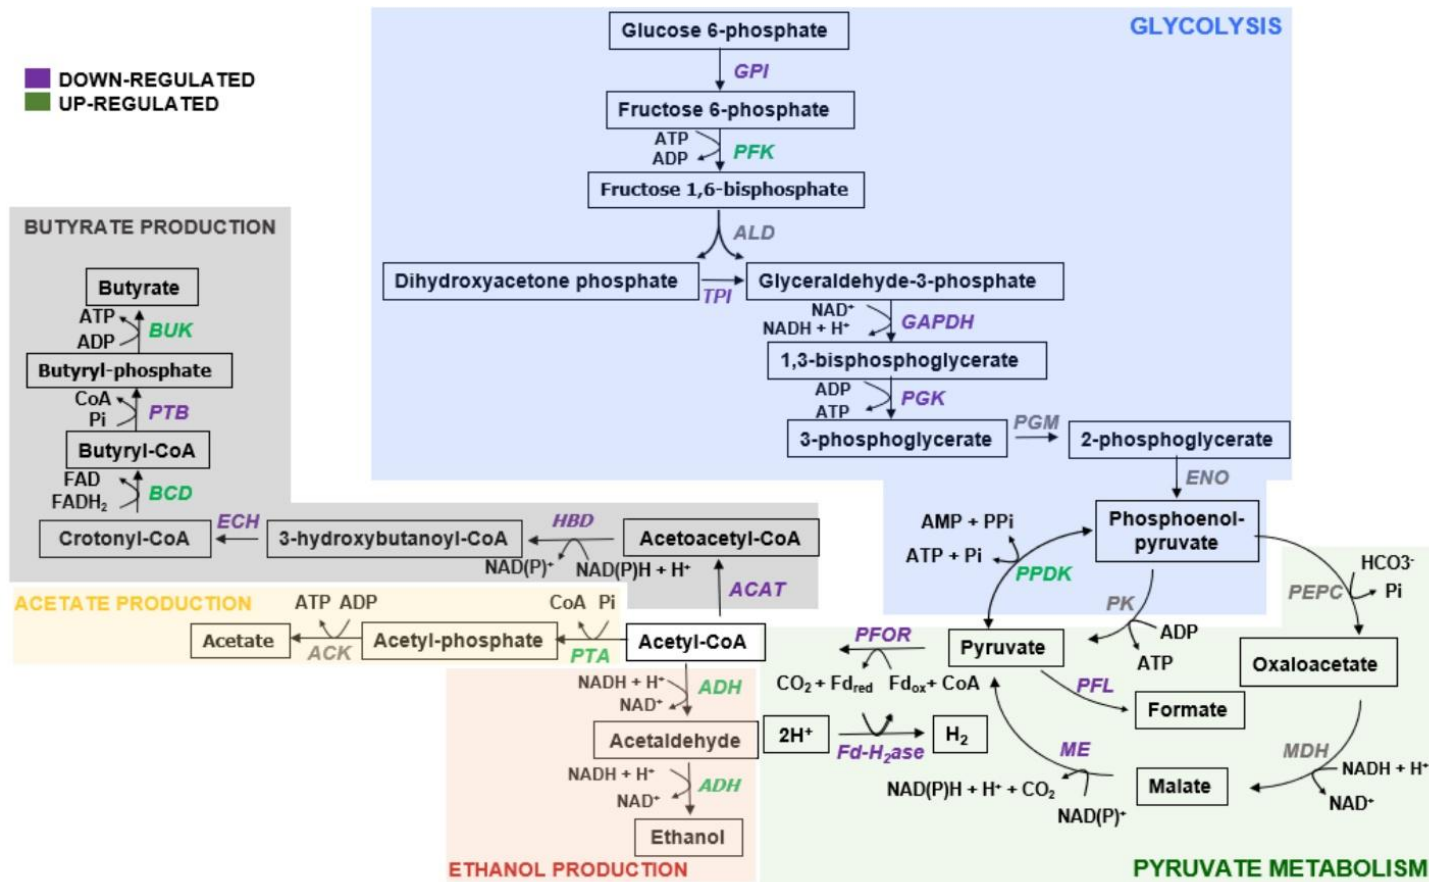 GLYCOLYSIS
DOWN-REGULATED
UP-REGULATED
Glucose 6-phosphate
GPI
Fructose 6-phosphate
ATP
ADP
PFK
Fructose 1,6-bisphosphate
ALD
Dihydroxyacetone phosphate
TPI
Glyceraldehyde-3-phosphate
NAD⁺
NADH + H⁺
GAPDH
1,3-bisphosphoglycerate
ADP
ATP
PGK
3-phosphoglycerate
PGM
2-phosphoglycerate
ENO
Phosphoenol-
pyruvate
AMP + PPi
ATP + Pi
PPDK
PK
ADP
ATP
PEPC
HCO3⁻
Pi
BUTYRATE PRODUCTION
Butyrate
ATP
ADP
BUK
Butyryl-phosphate
CoA
Pi
PTB
Butyryl-CoA
FAD
FADH₂
BCD
Crotonyl-CoA
ECH
3-hydroxybutanoyl-CoA
HBD
NAD(P)⁺
NAD(P)H + H⁺
Acetoacetyl-CoA
ACAT
ACETATE PRODUCTION
Acetate
ATP ADP
ACK
Acetyl-phosphate
CoA Pi
PTA
Acetyl-CoA
NADH + H⁺
NAD⁺
ADH
Acetaldehyde
NADH + H⁺
NAD⁺
ADH
Ethanol
ETHANOL PRODUCTION
PFOR
Pyruvate
CO₂ + Fdred
Fdox + CoA
2H⁺
Fd-H₂ase
H₂
PFL
Formate
Oxaloacetate
MDH
NADH + H⁺
NAD⁺
Malate
ME
NAD(P)H + H⁺ + CO₂
NAD(P)⁺
PYRUVATE METABOLISM